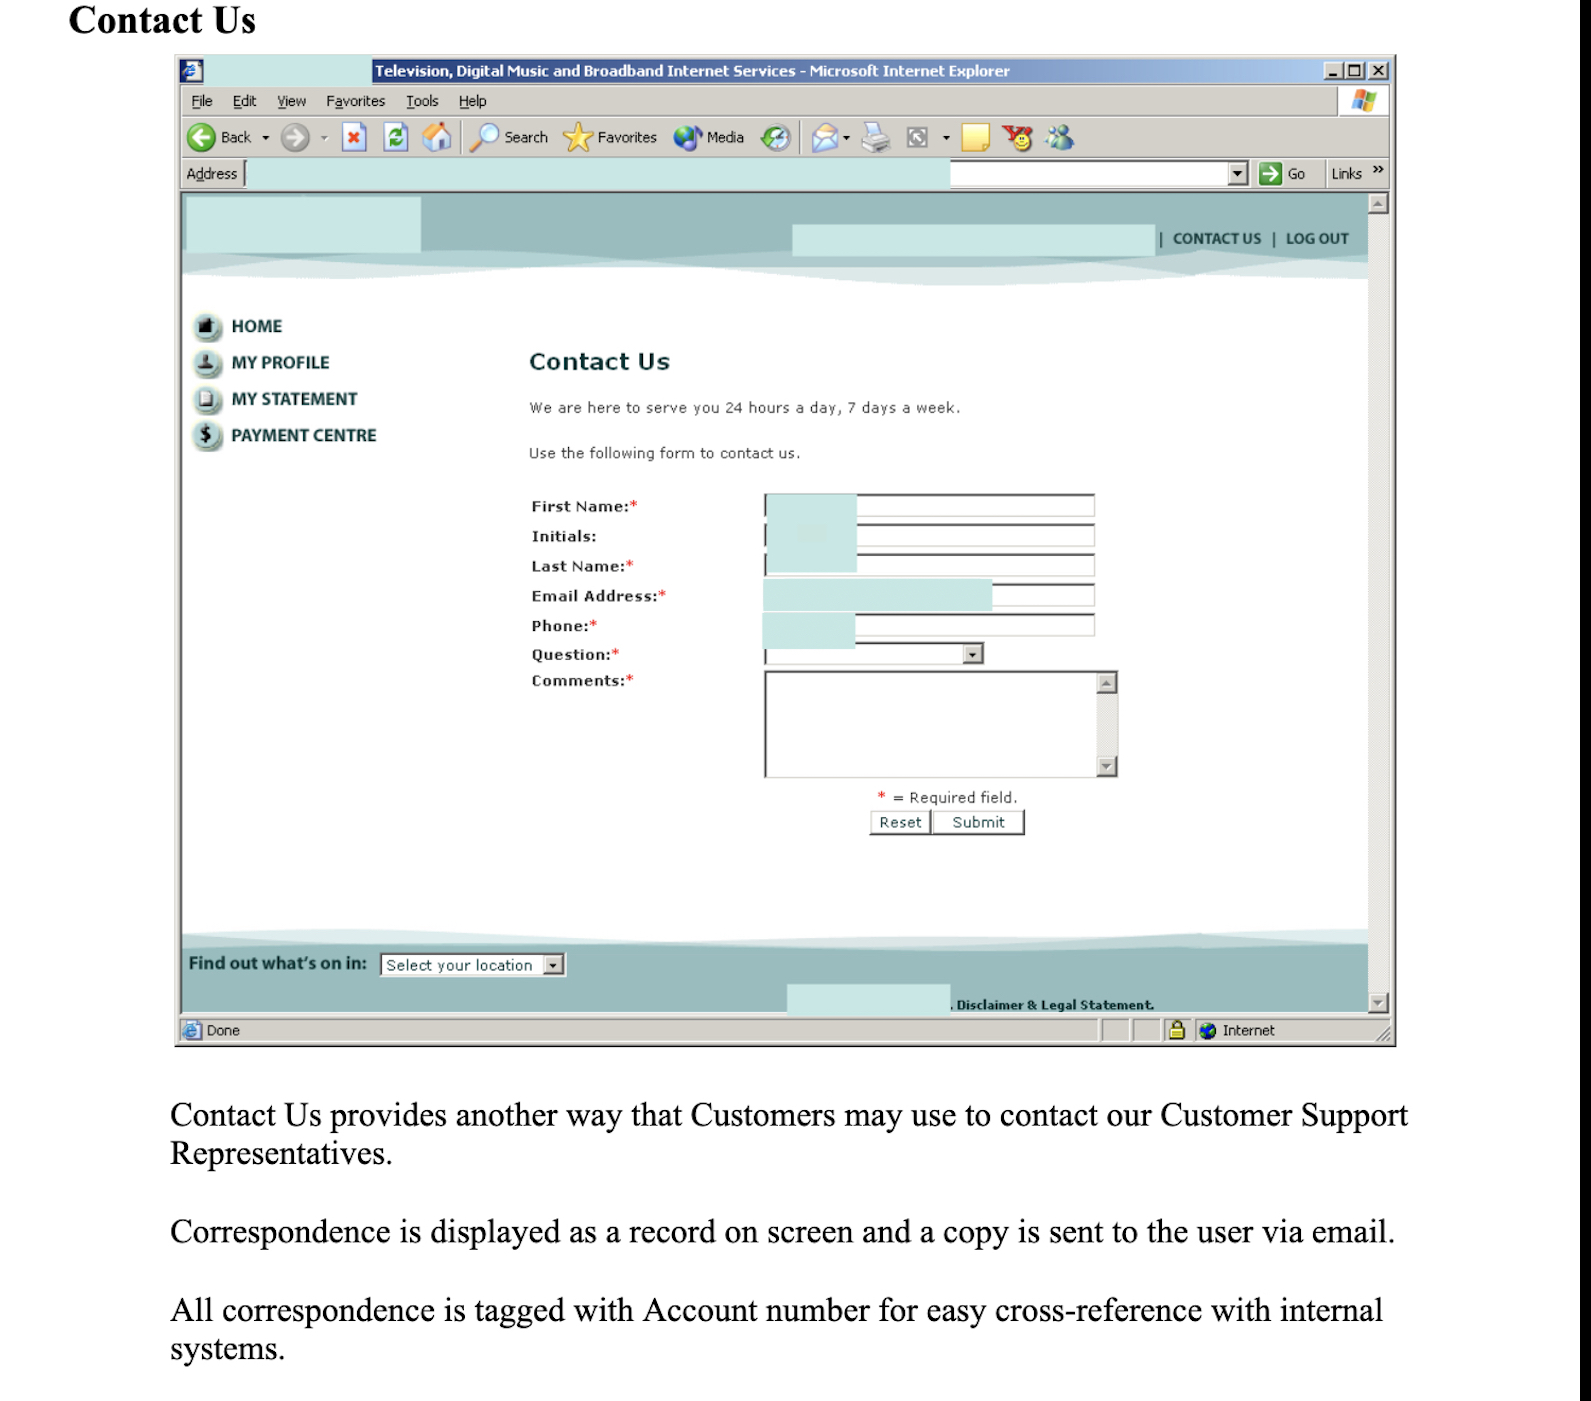 Contact Us
Television, Digital Music and Broadband Internet Services - Microsoft Internet Explorer
File Edit View Favorites Tools Help
Back Search Favorites Media
Address Go Links »
| CONTACT US | LOG OUT
HOME
MY PROFILE
MY STATEMENT
PAYMENT CENTRE
Contact Us
We are here to serve you 24 hours a day, 7 days a week.
Use the following form to contact us.
First Name:*
Initials:
Last Name:*
Email Address:*
Phone:*
Question:*
Comments:*
* = Required field.
Reset Submit
Find out what's on in: Select your location
. Disclaimer & Legal Statement.
Done Internet
Contact Us provides another way that Customers may use to contact our Customer Support
Representatives.
Correspondence is displayed as a record on screen and a copy is sent to the user via email.
All correspondence is tagged with Account number for easy cross-reference with internal
systems.